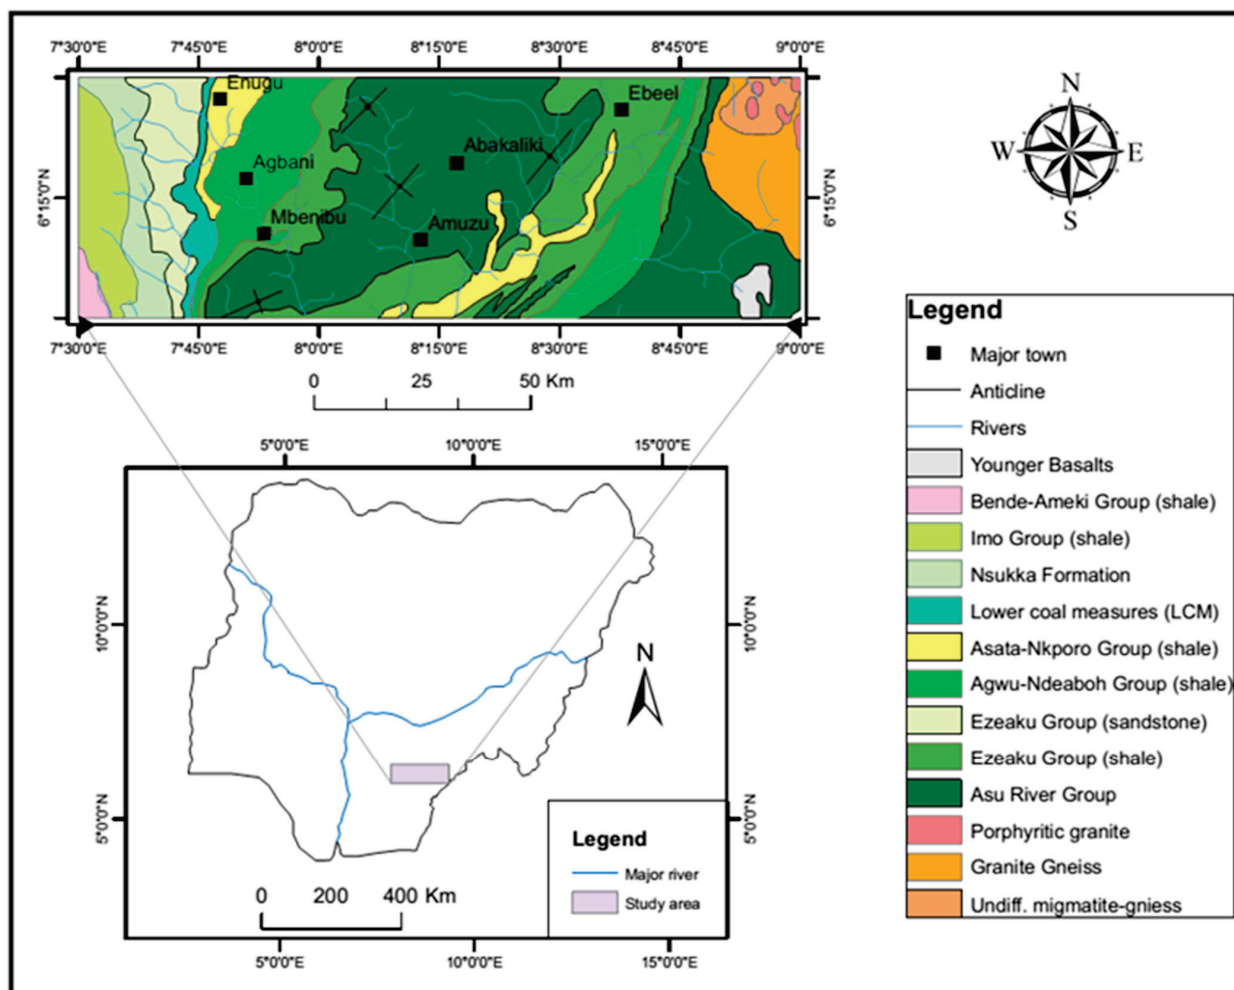 7°30'0"E 7°45'0"E 8°0'0"E 8°15'0"E 8°30'0"E 8°45'0"E 9°0'0"E
6°15'0"N
6°15'0"N
Enugu
Ebeel
Agbani
Abakaliki
Mbenibu
Amuzu
7°30'0"E 7°45'0"E 8°0'0"E 8°15'0"E 8°30'0"E 8°45'0"E 9°0'0"E
0 25 50 Km
N
W E
S
5°0'0"E 10°0'0"E 15°0'0"E
10°0'0"N
10°0'0"N
N
5°0'0"N
5°0'0"N
Legend
Major river
Study area
0 200 400 Km
5°0'0"E 10°0'0"E 15°0'0"E
Legend
Major town
Anticline
Rivers
Younger Basalts
Bende-Ameki Group (shale)
Imo Group (shale)
Nsukka Formation
Lower coal measures (LCM)
Asata-Nkporo Group (shale)
Agwu-Ndeaboh Group (shale)
Ezeaku Group (sandstone)
Ezeaku Group (shale)
Asu River Group
Porphyritic granite
Granite Gneiss
Undiff. migmatite-gniess